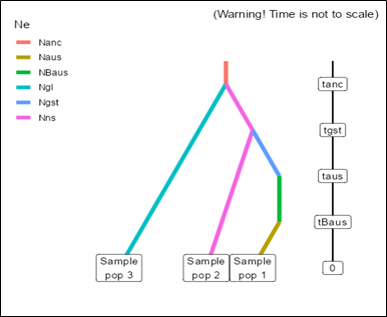 (Warning! Time is not to scale)
Ne
Nanc
Naus
NBaus
Ngl
Ngst
Nns
tanc
tgst
taus
tBaus
0
Sample
pop 3
Sample
pop 2
Sample
pop 1